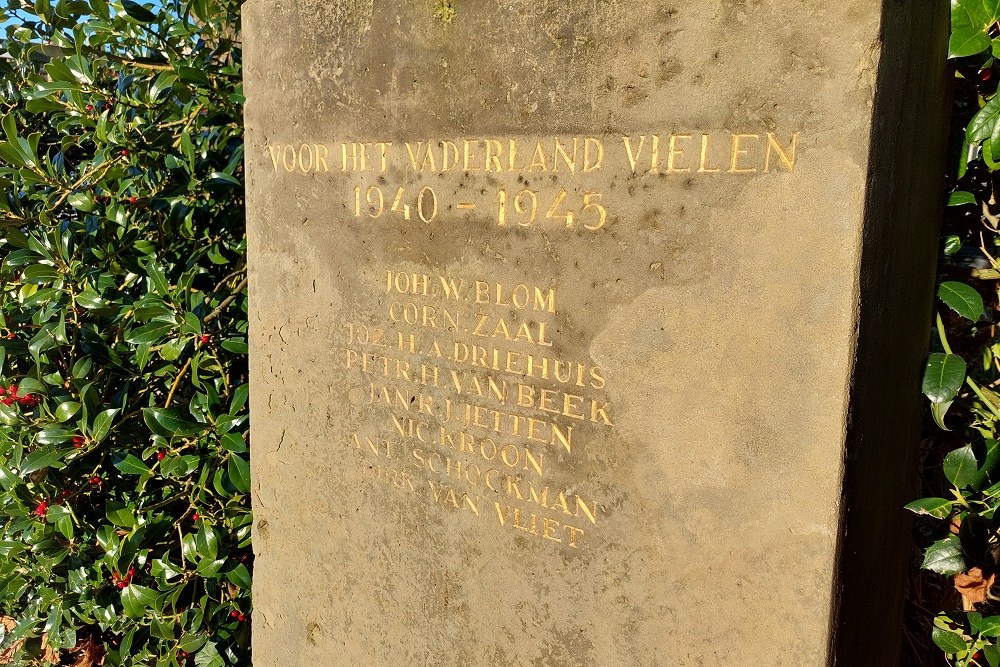 VOOR HET VADERLAND VIELEN
1940 - 1945
JOH. W. BLOM
CORN. ZAAL
JOZ. H. A. DRIEHUIS
PETR. H. VAN BEEK
JAN. R. J. JETTEN
NIC. KROON
ANT. SCHOCKMAN
VAN VLIET